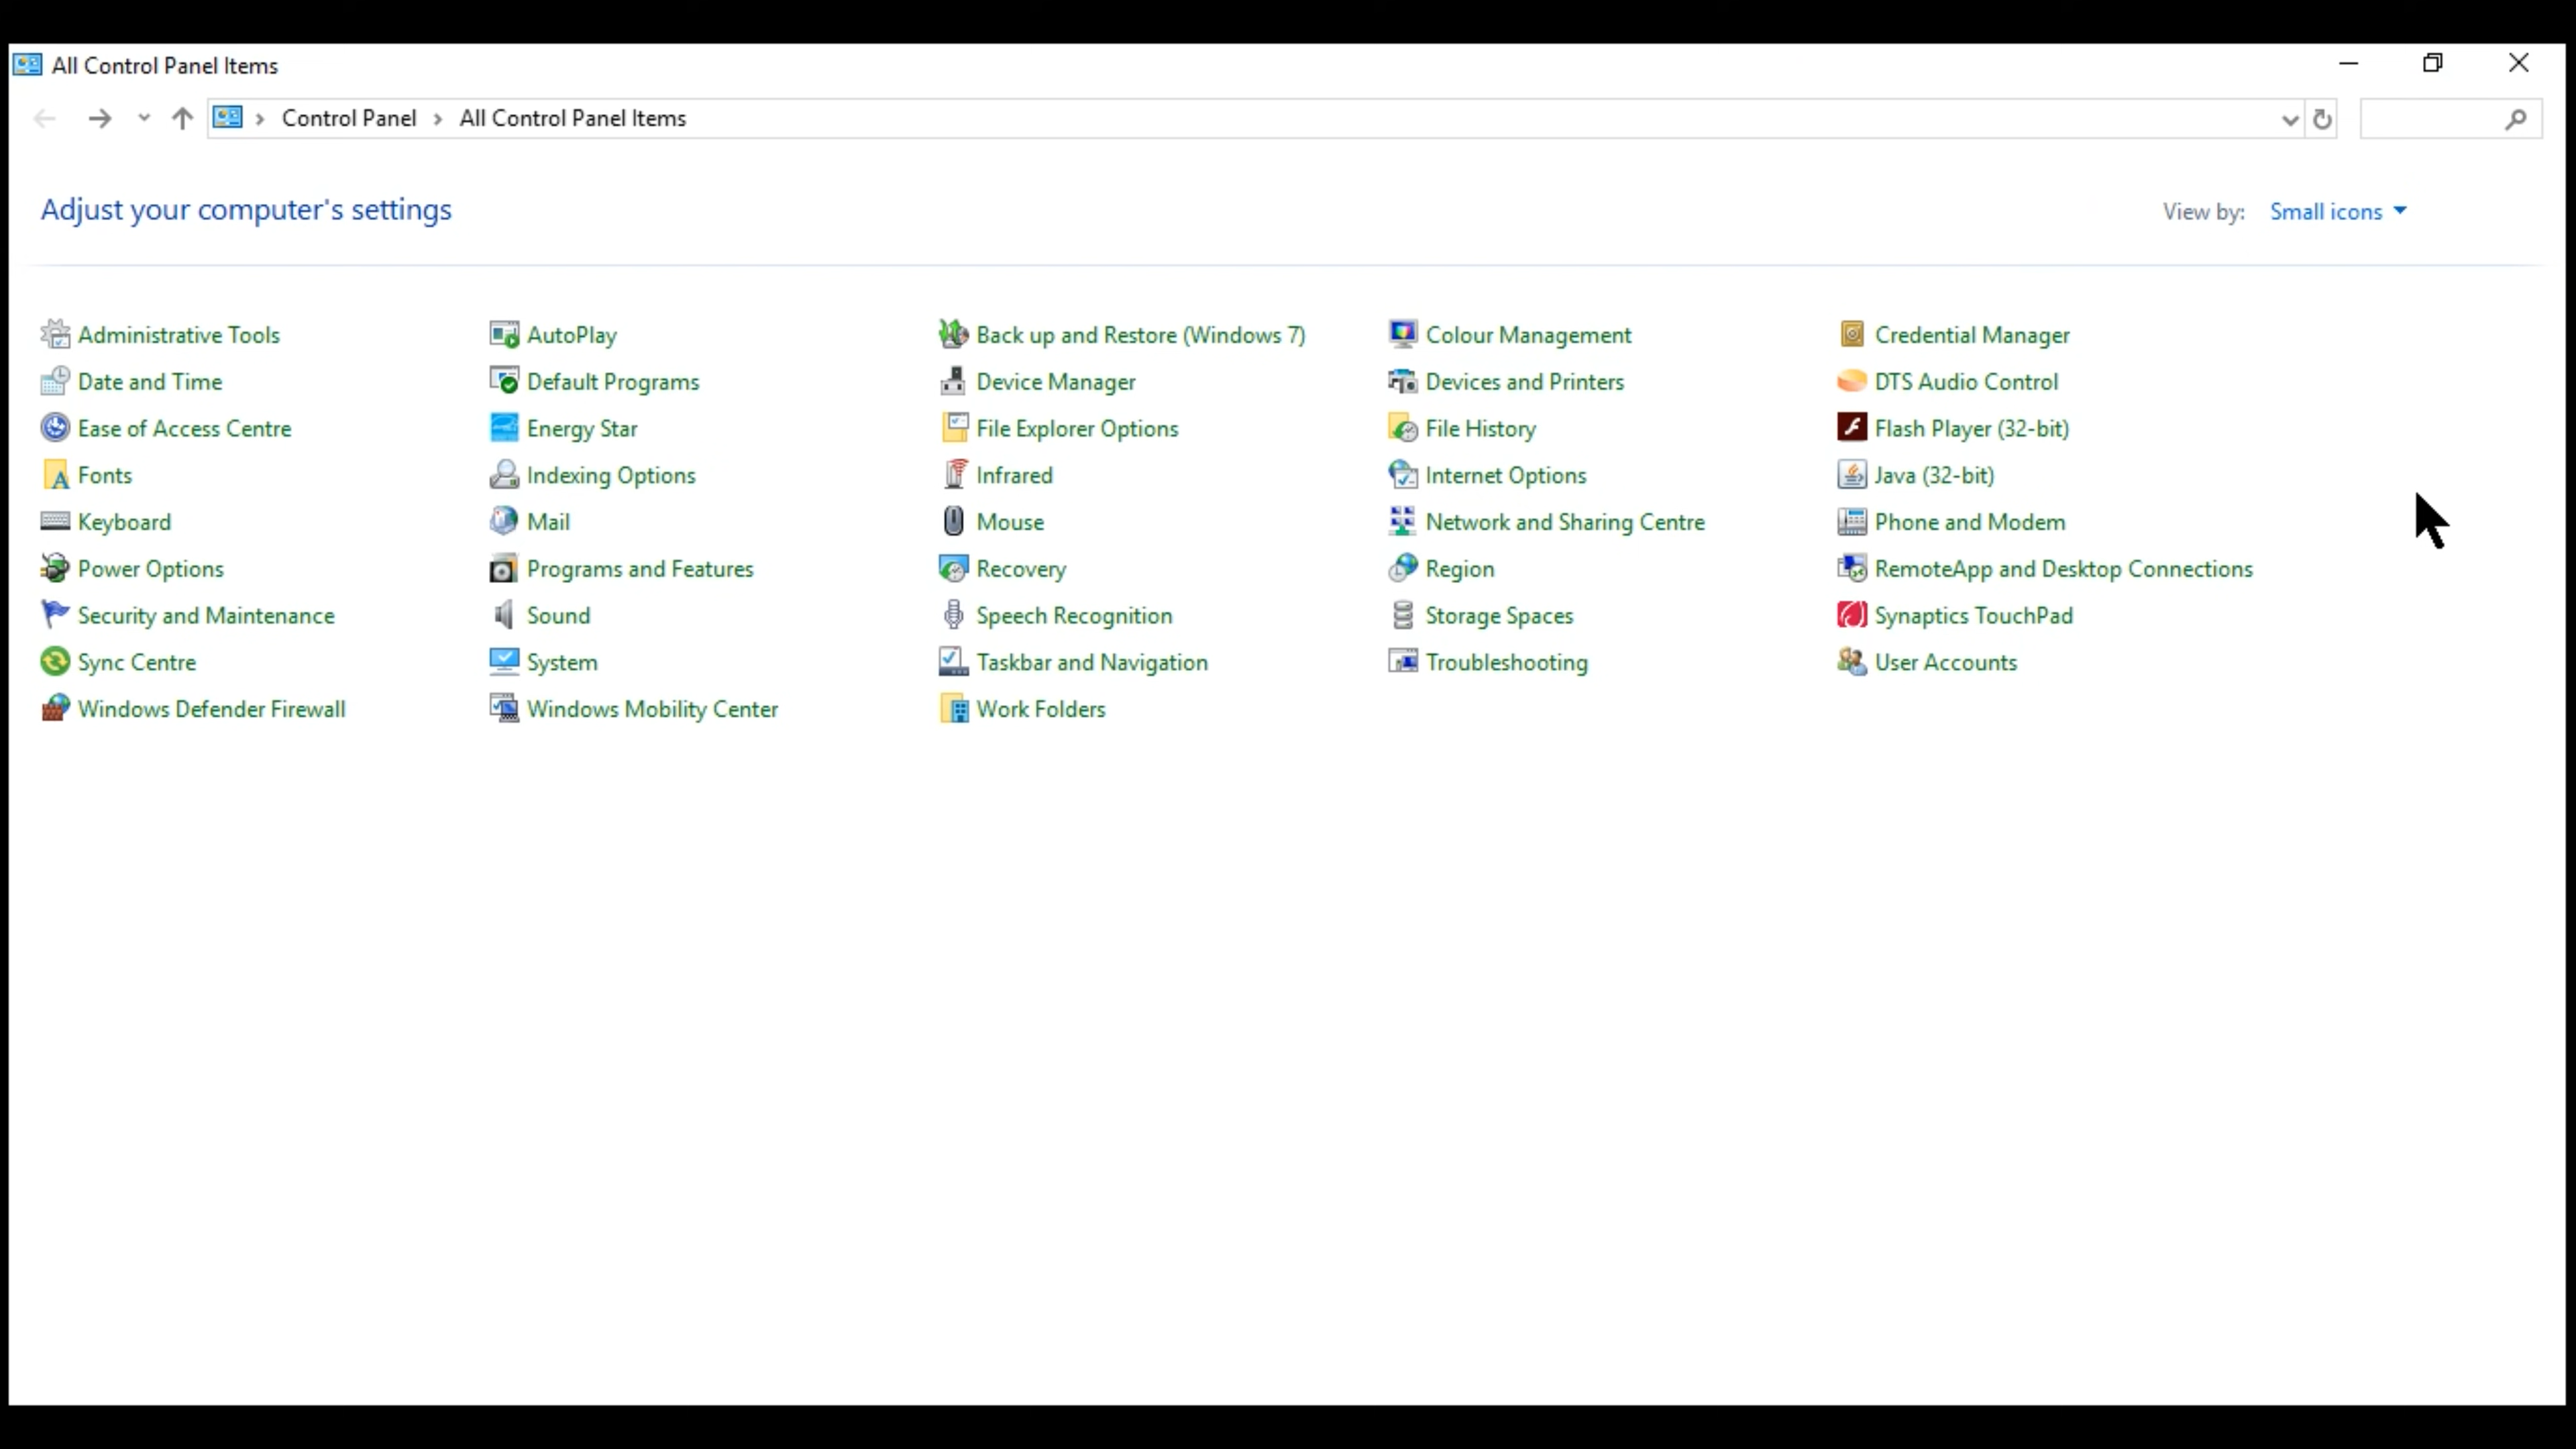 All Control Panel Items
Control Panel All Control Panel Items
Adjust your computer's settings View by: Small icons
Administrative Tools AutoPlay Back up and Restore (Windows 7) Colour Management Credential Manager
Date and Time Default Programs Device Manager Devices and Printers DTS Audio Control
Ease of Access Centre Energy Star File Explorer Options File History Flash Player (32-bit)
Fonts Indexing Options Infrared Internet Options Java (32-bit)
Keyboard Mail Mouse Network and Sharing Centre Phone and Modem
Power Options Programs and Features Recovery Region RemoteApp and Desktop Connections
Security and Maintenance Sound Speech Recognition Storage Spaces Synaptics TouchPad
Sync Centre System Taskbar and Navigation Troubleshooting User Accounts
Windows Defender Firewall Windows Mobility Center Work Folders